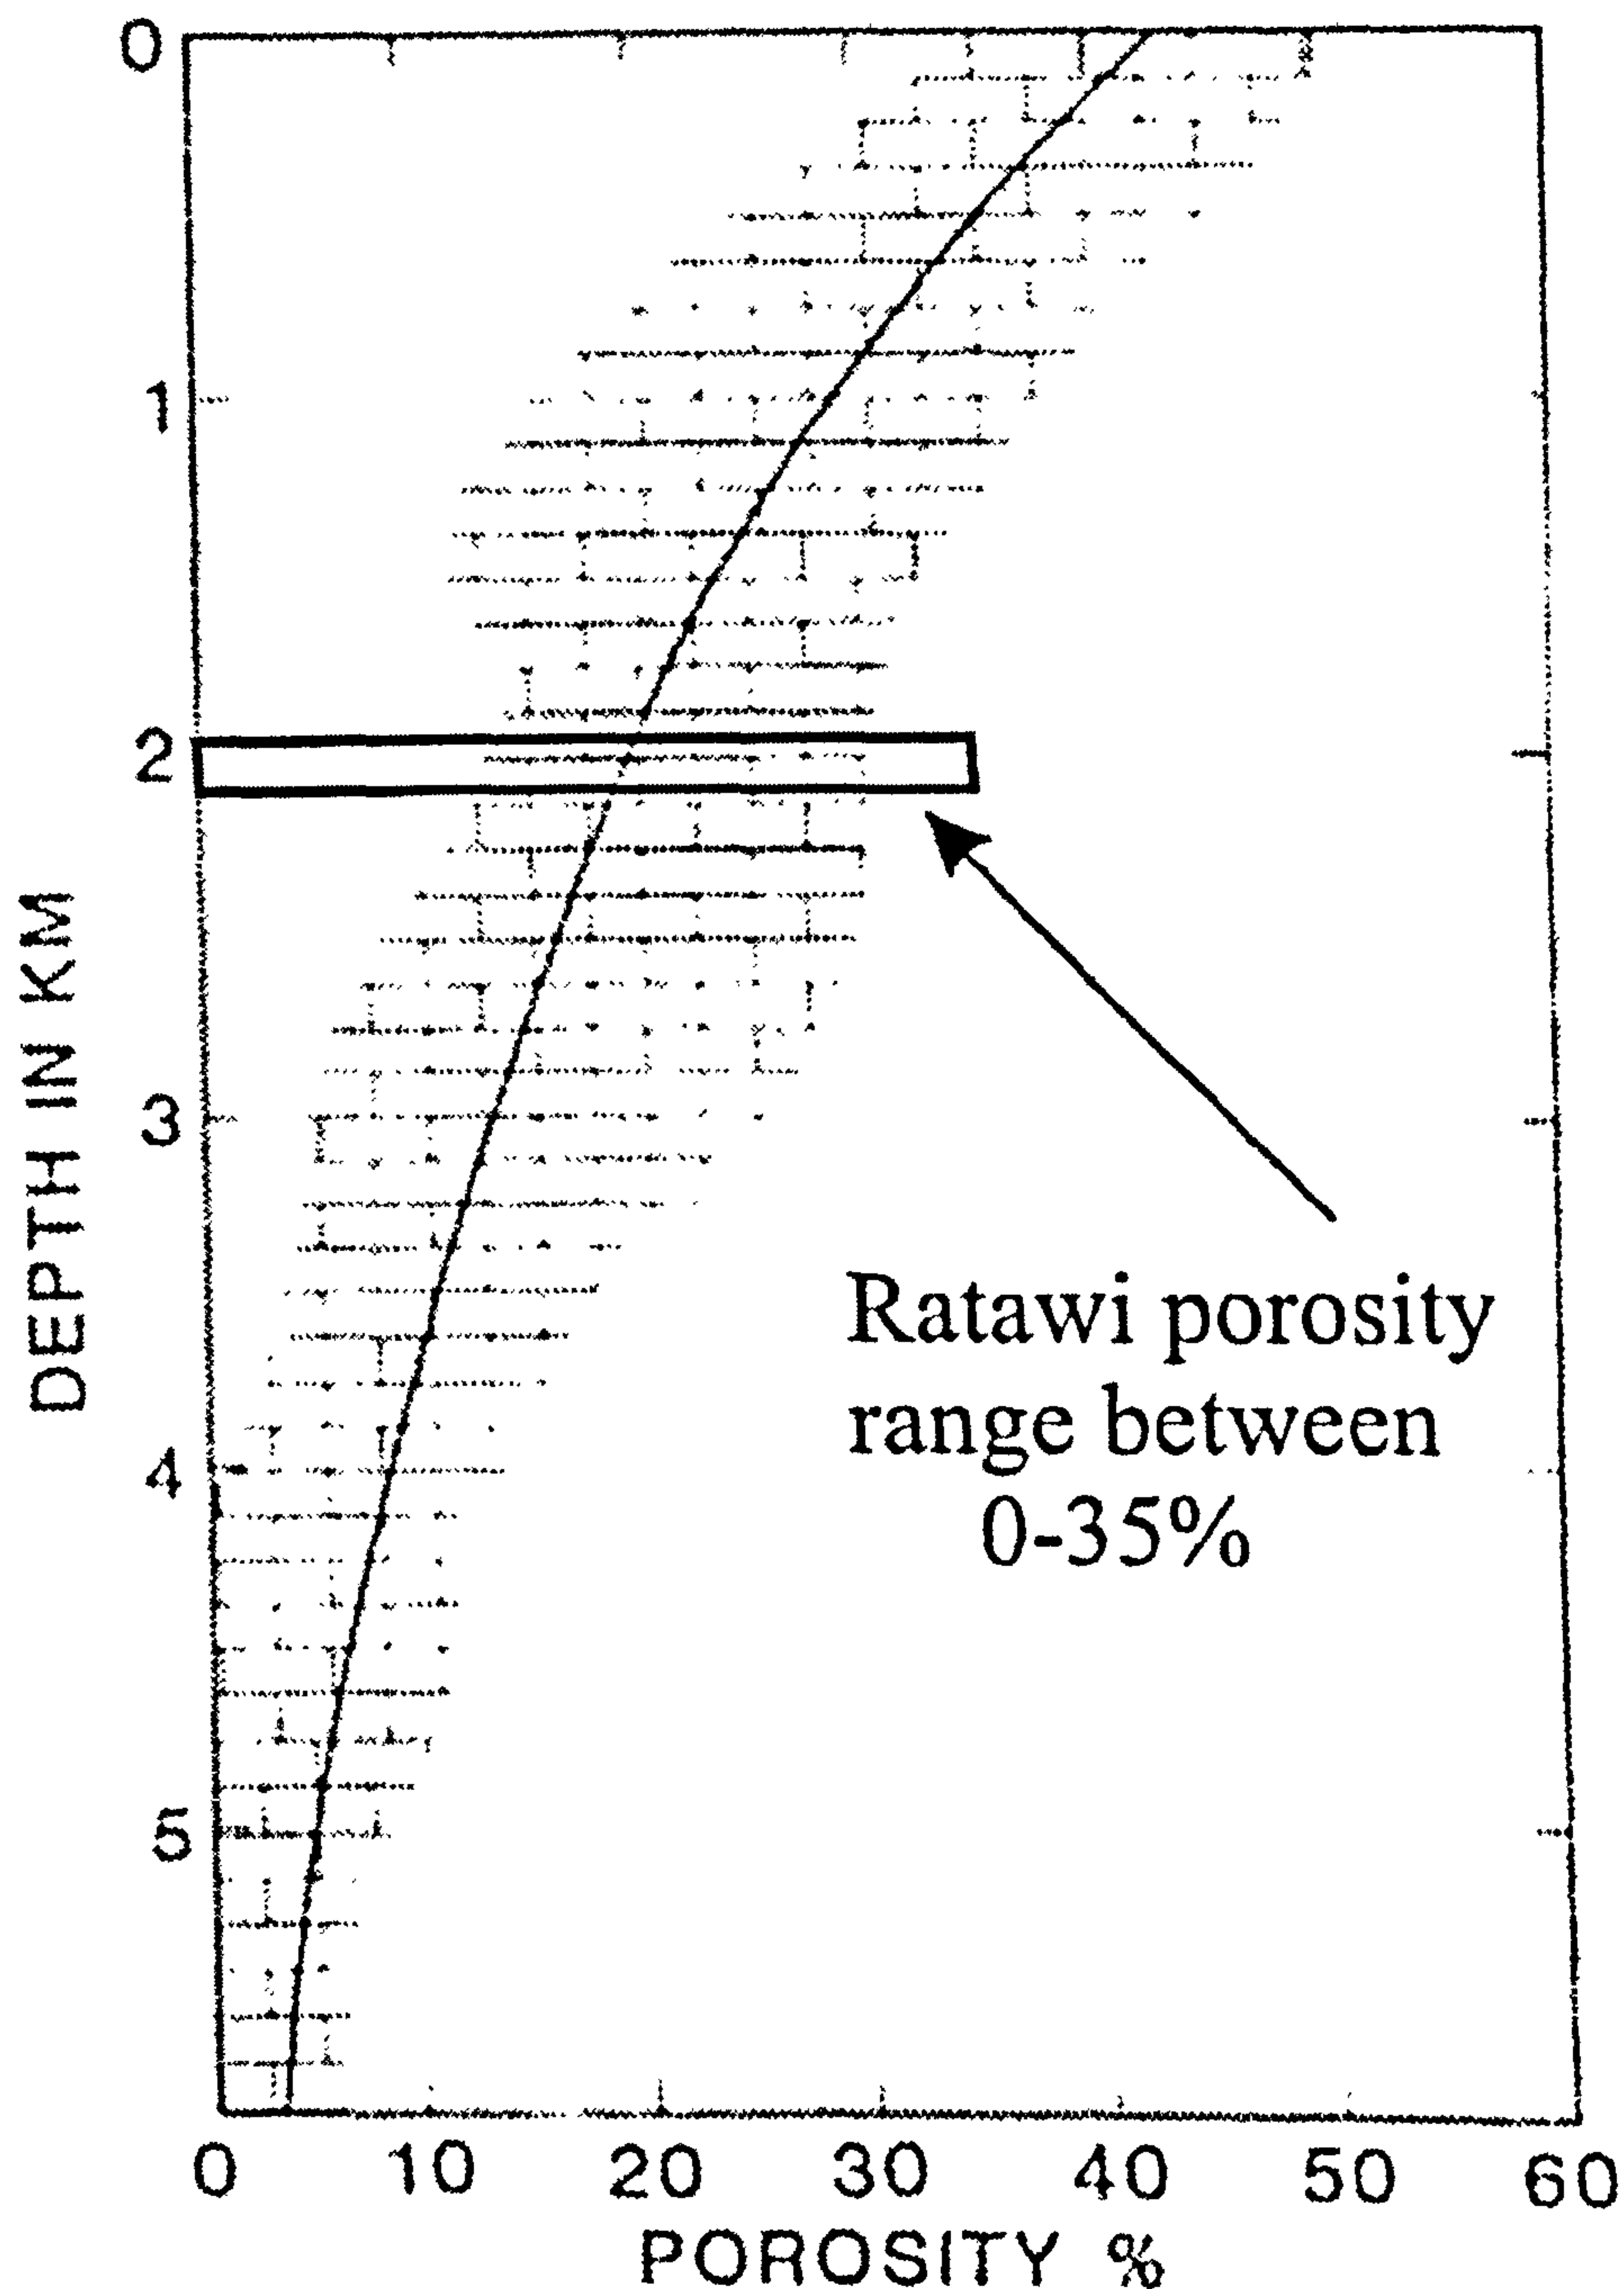 0
1
2
DEPTH IN KM
3
Ratawi porosity
range between
0-35%
4
5
0 10 20 30 40 50 60
POROSITY %